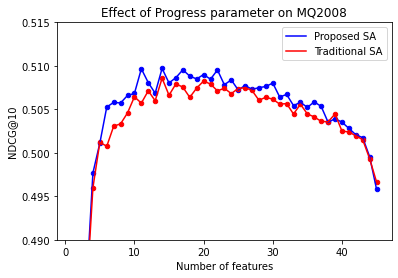 Effect of Progress parameter on MQ2008
0.515
0.510
0.505
0.500
0.495
0.490
NDCG@10
Proposed SA
Traditional SA
0
10
20
30
40
Number of features